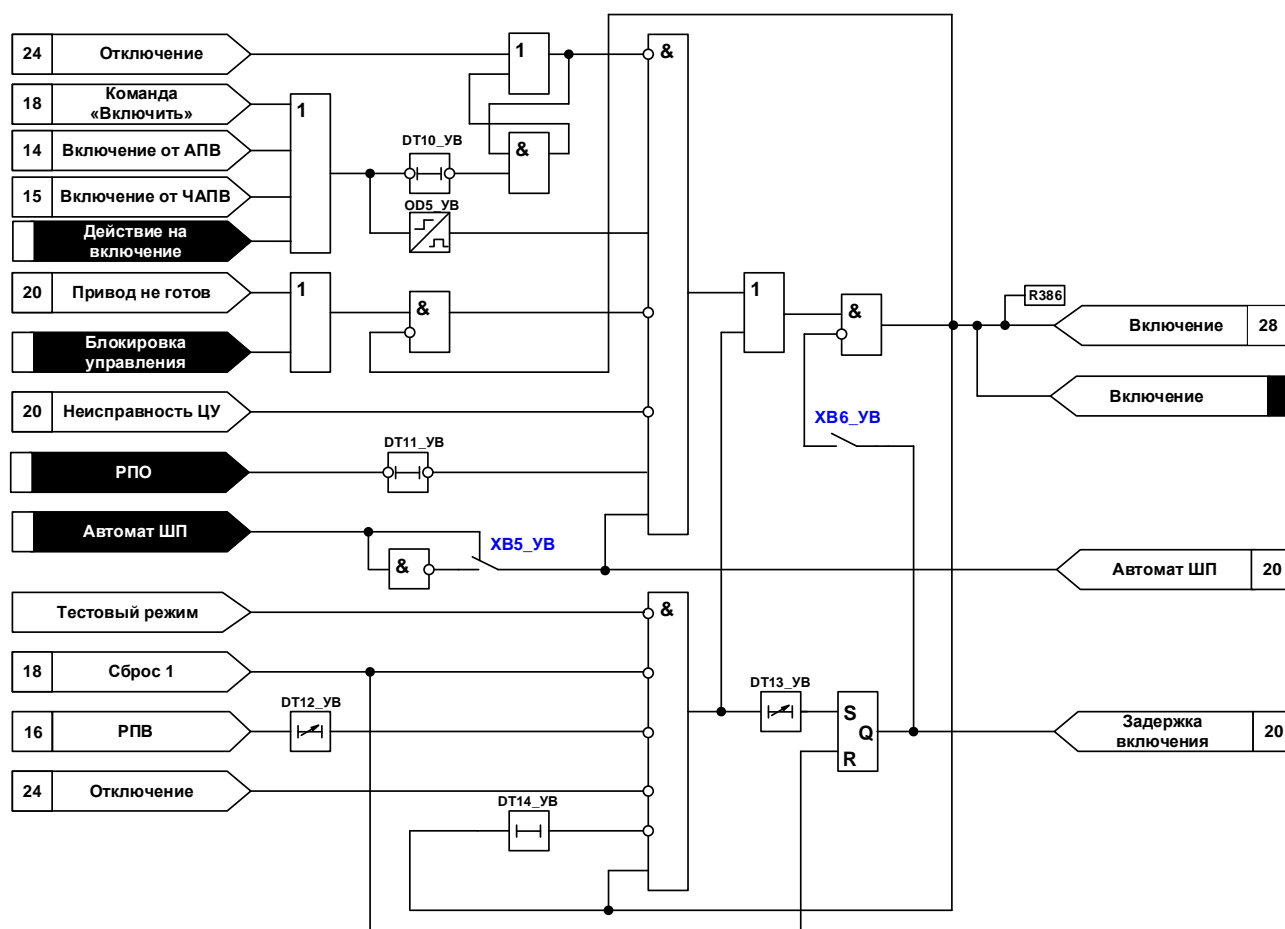 24 Отключение
18 Команда
«Включить»
14 Включение от АПВ
15 Включение от ЧАПВ
Действие на
включение
20 Привод не готов
Блокировка
управления
20 Неисправность ЦУ
РПО
Автомат ШП
Тестовый режим
18 Сброс 1
16 РПВ
24 Отключение
1
1
&
DT10_УВ
OD5_УВ
1
&
DT11_УВ
&
XB5_УВ
DT12_УВ
DT14_УВ
&
&
1
&
XB6_УВ
DT13_УВ
S
Q
R
R386
Включение 28
Включение
Автомат ШП 20
Задержка
включения 20